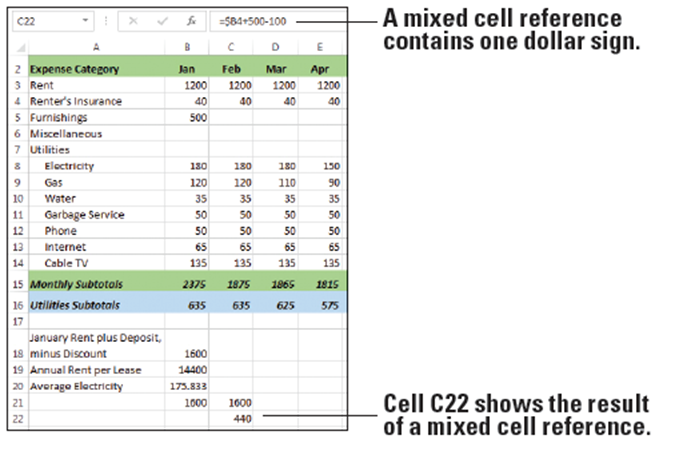 C22 fx =$B4+500-100
A mixed cell reference
contains one dollar sign.
A B C D E
2 Expense Category Jan Feb Mar Apr
3 Rent 1200 1200 1200 1200
4 Renter's Insurance 40 40 40 40
5 Furnishings 500
6 Miscellaneous
7 Utilities
8 Electricity 180 180 180 150
9 Gas 120 120 110 90
10 Water 35 35 35 35
11 Garbage Service 50 50 50 50
12 Phone 50 50 50 50
13 Internet 65 65 65 65
14 Cable TV 135 135 135 135
15 Monthly Subtotals 2375 1875 1865 1815
16 Utilities Subtotals 635 635 625 575
17
January Rent plus Deposit,
18 minus Discount 1600
19 Annual Rent per Lease 14400
20 Average Electricity 175.833
21 1600 1600
22 440
Cell C22 shows the result
of a mixed cell reference.